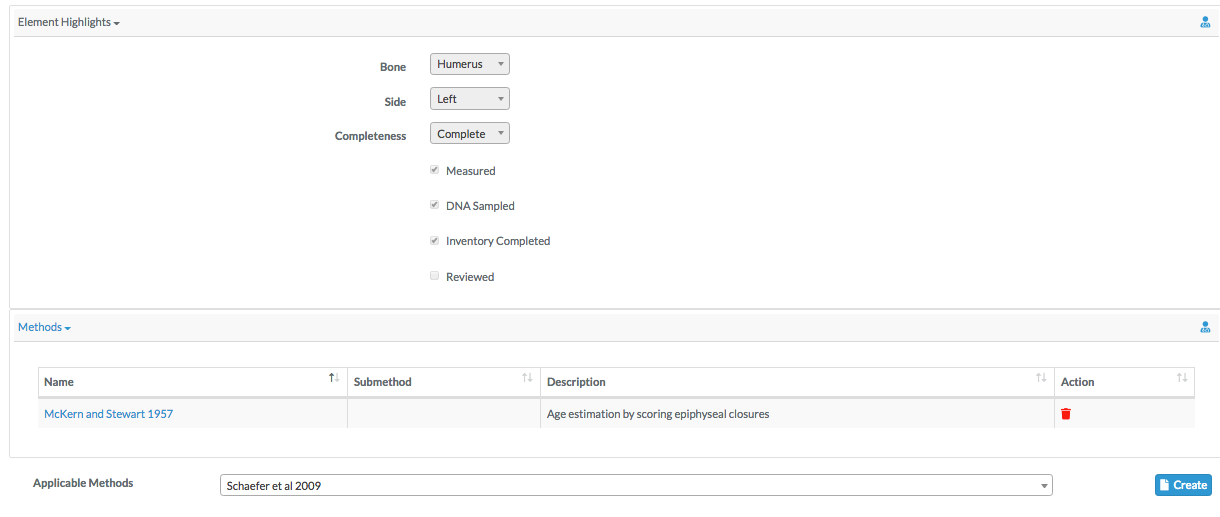 Element Highlights
Bone Humerus
Side Left
Completeness Complete
Measured
DNA Sampled
Inventory Completed
Reviewed
Methods
Name Submethod Description Action
McKern and Stewart 1957 Age estimation by scoring epiphyseal closures
Applicable Methods Schaefer et al 2009 Create